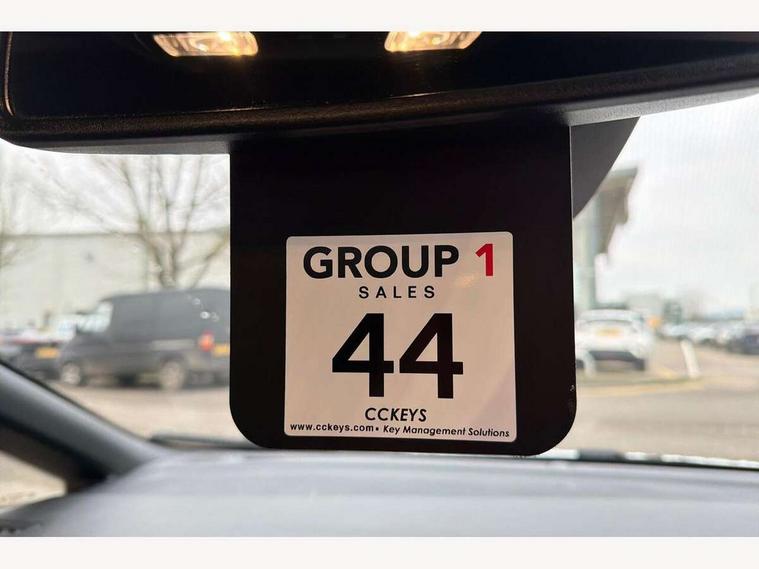 GROUP 1
SALES
44
CCKEYS
www.cckeys.com• Key Management Solutions